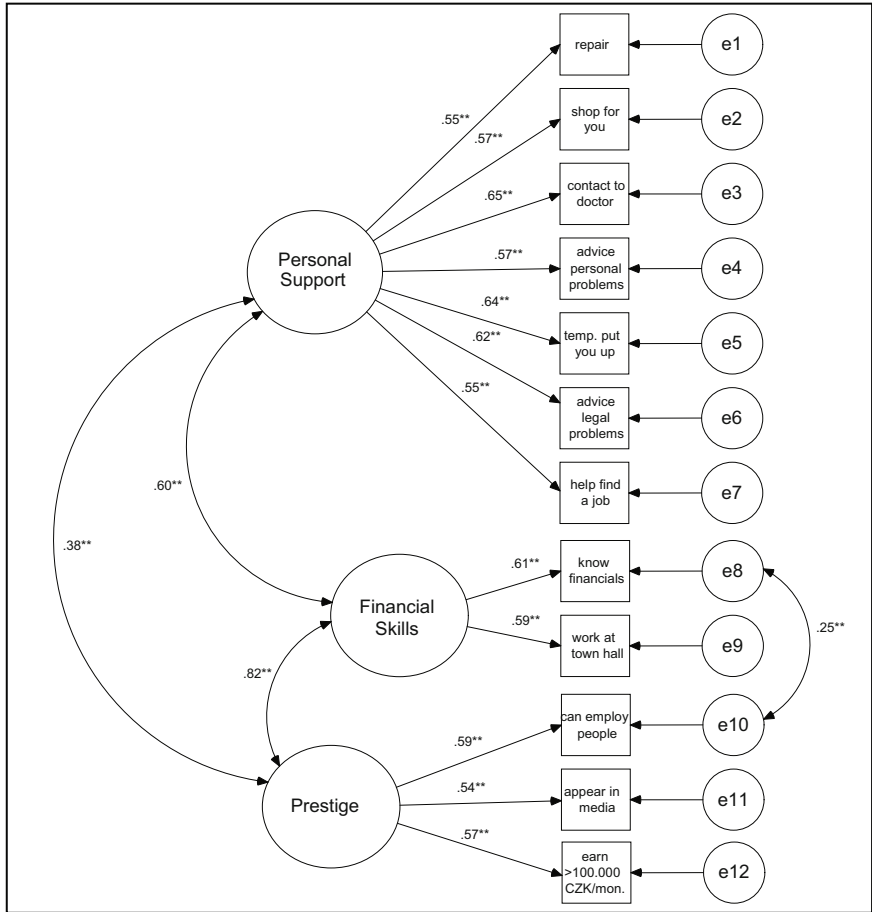 repair
e1
.55**
shop for
you
e2
.57**
contact to
doctor
e3
.65**
Personal
Support
advice
personal
problems
e4
.57**
temp. put
you up
e5
.64**
advice
legal
problems
e6
.62**
help find
a job
e7
.55**
.60**
.38**
Financial
Skills
know
financials
e8
.61**
work at
town hall
e9
.59**
.25**
.82**
Prestige
can employ
people
e10
.59**
appear in
media
e11
.54**
earn
>100.000
CZK/mon.
e12
.57**